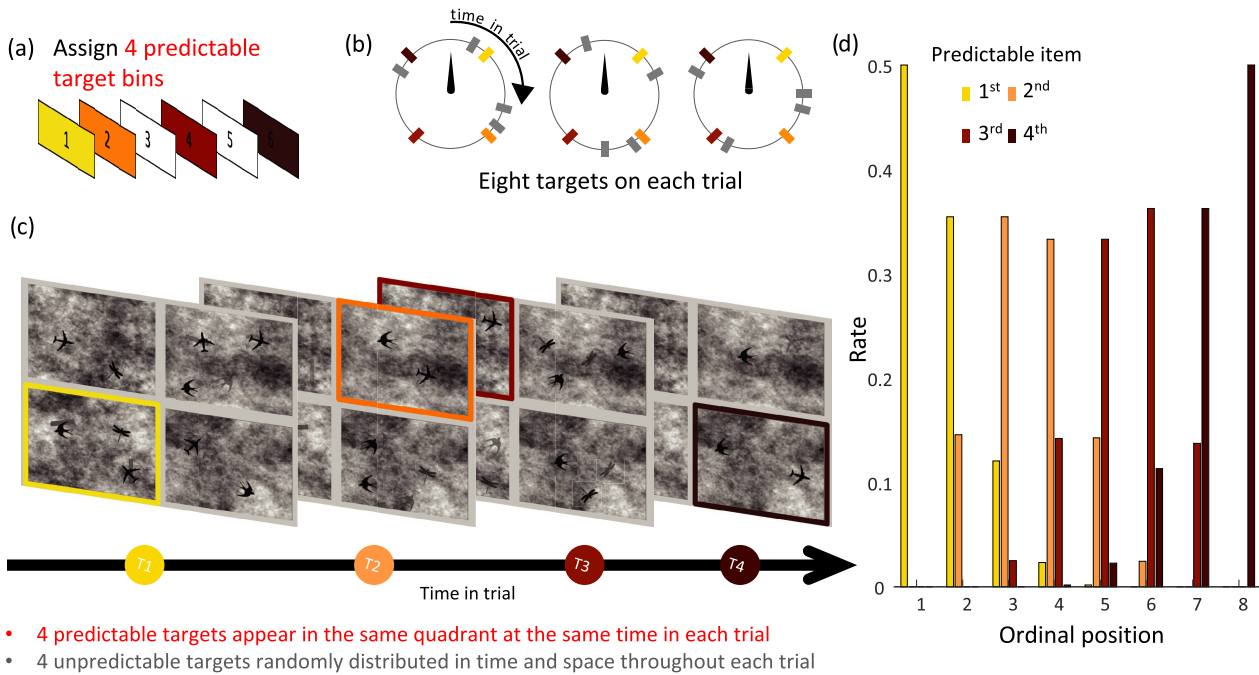 (a) Assign 4 predictable
target bins
1 2 3 4 5 6
(b)
time in trial
Eight targets on each trial
(c)
T1 T2 T3 T4
Time in trial
• 4 predictable targets appear in the same quadrant at the same time in each trial
• 4 unpredictable targets randomly distributed in time and space throughout each trial
(d)
Predictable item
1st 2nd
3rd 4th
Rate
0.5
0.4
0.3
0.2
0.1
0
1 2 3 4 5 6 7 8
Ordinal position